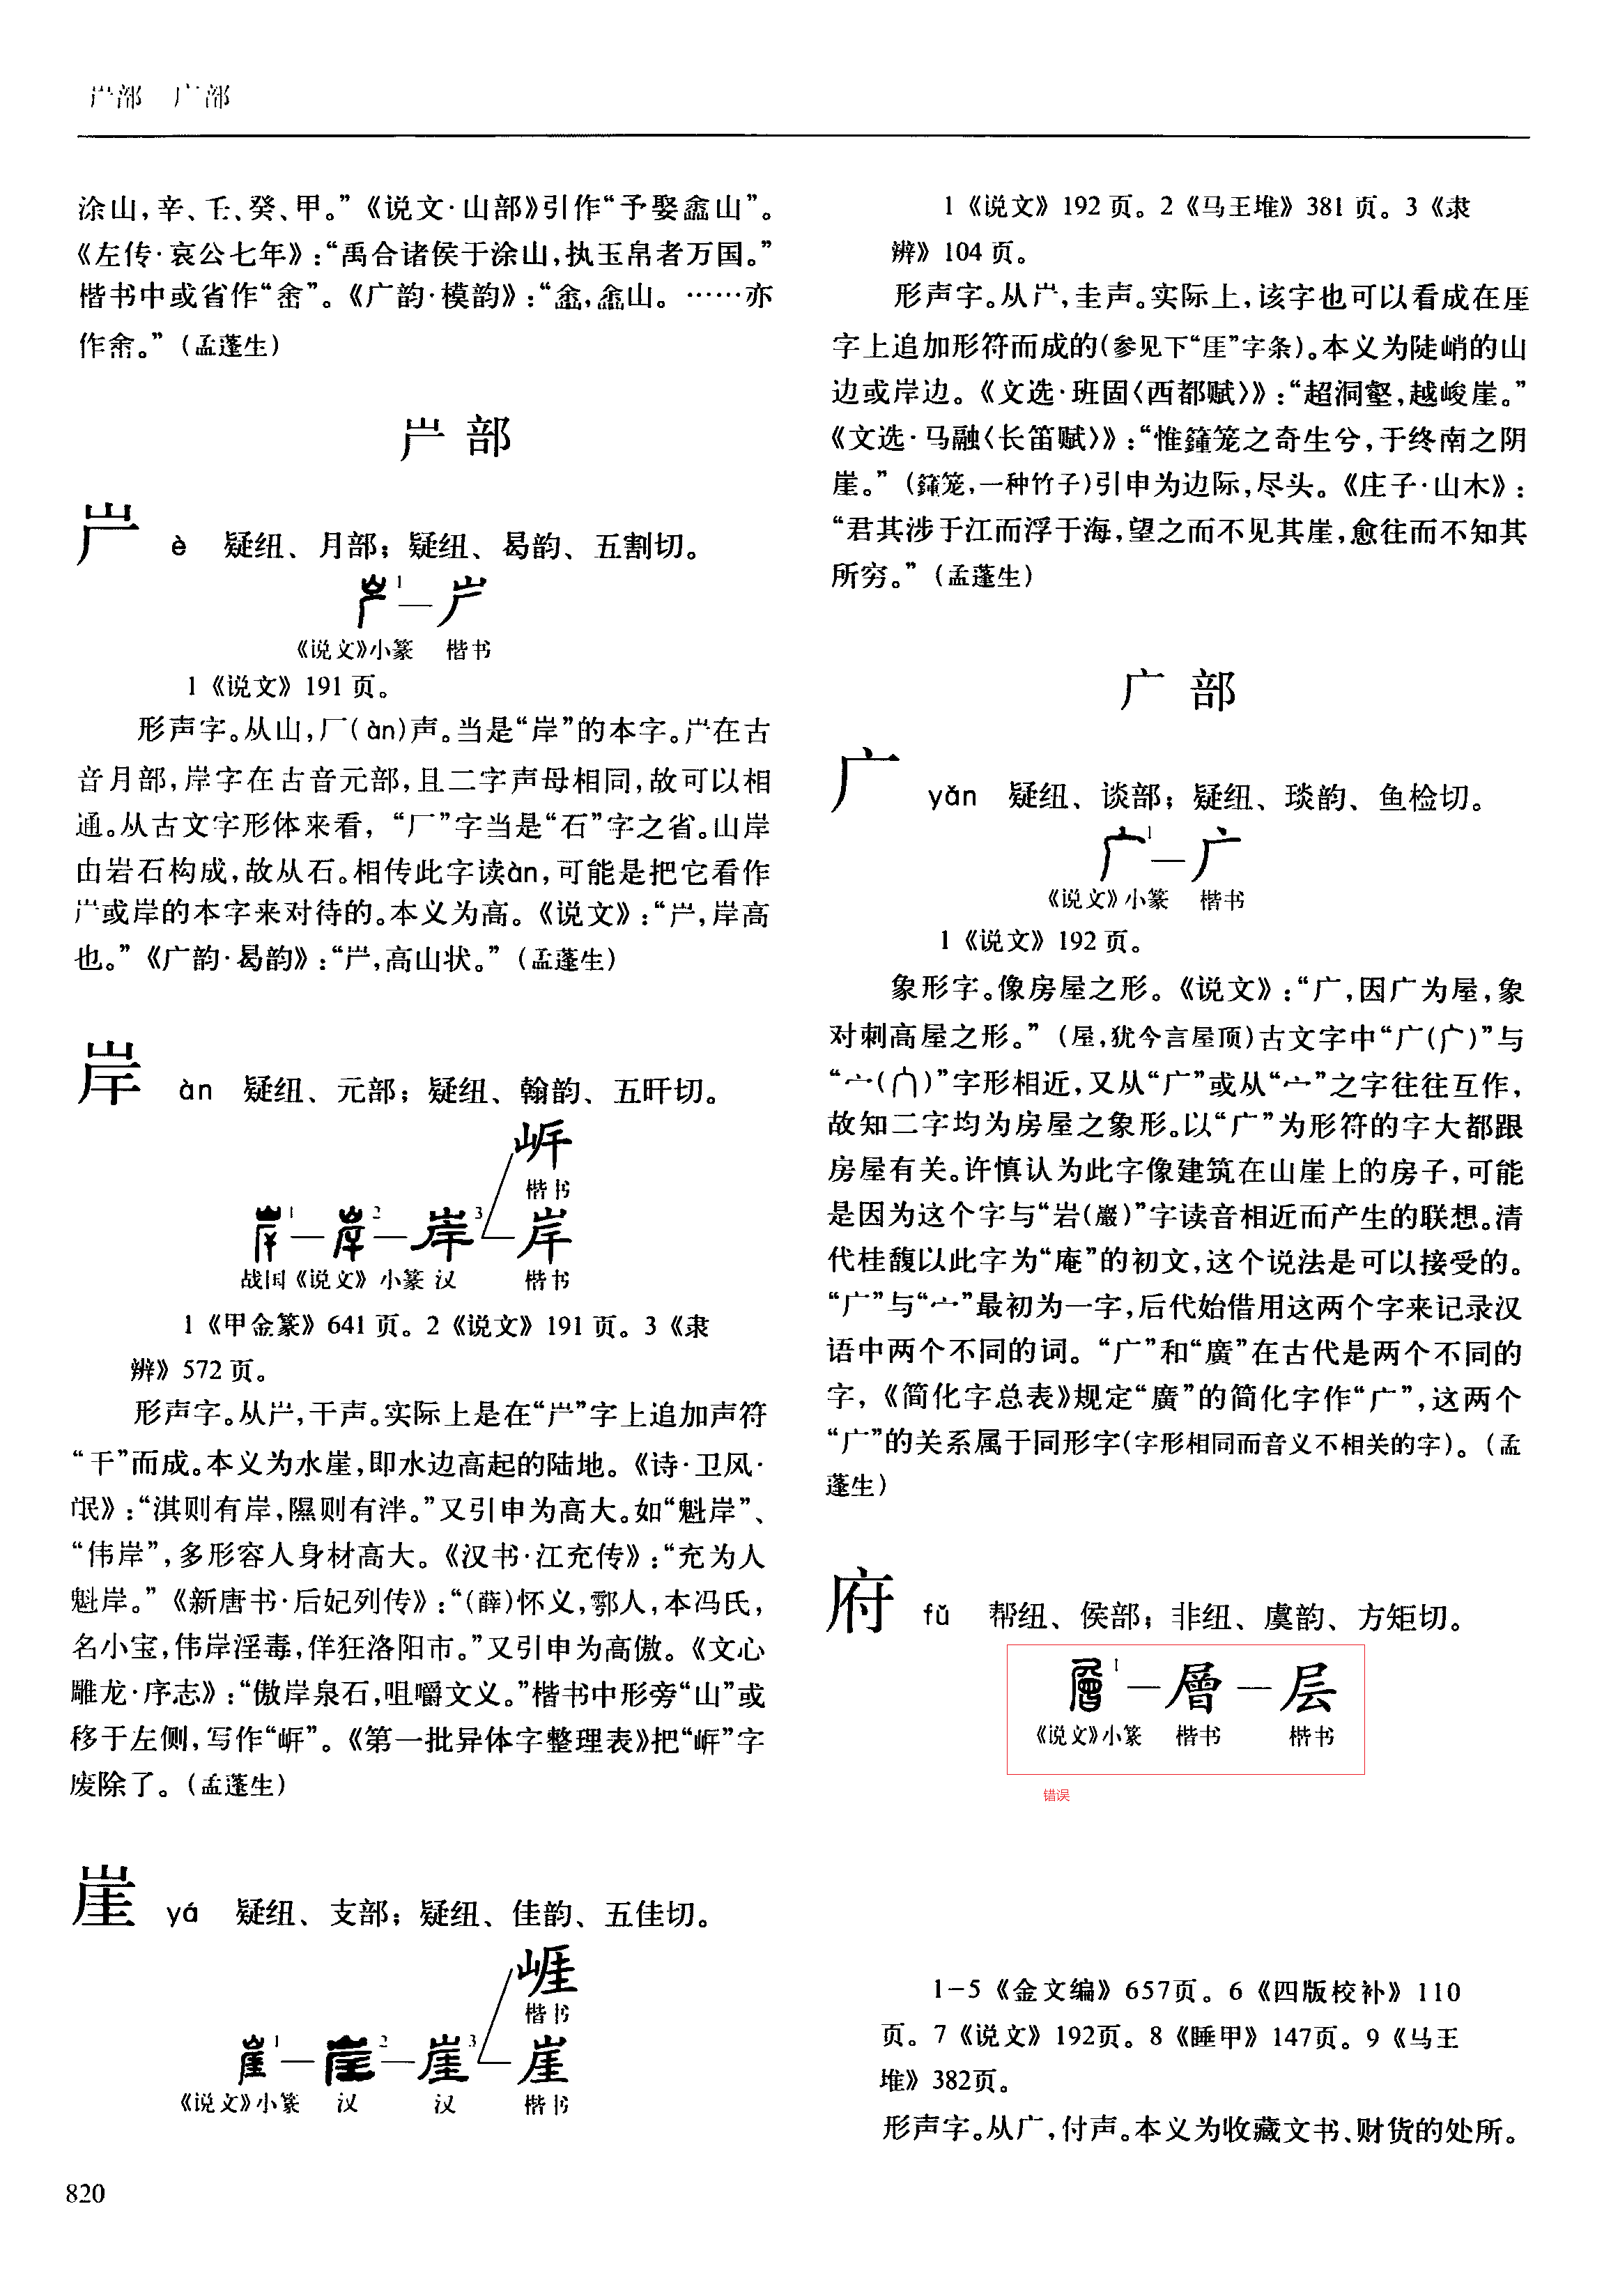 屵部 广部
涂山，辛、壬、癸、甲。”《说文·山部》引作“予娶嵞山”。
《左传·哀公七年》：“禹合诸侯于涂山，执玉帛者万国。”
楷书中或省作“峹”。《广韵·模韵》：“嵞，嵞山。……亦
作峹。”（孟蓬生）
屵 部
屵 è 疑纽、月部；疑纽、曷韵、五割切。
屵1—屵
《说文》小篆 楷书
1《说文》191页。
形声字。从山，厂(àn)声。当是“岸”的本字。屵在古
音月部，岸字在古音元部，且二字声母相同，故可以相
通。从古文字形体来看，“厂”字当是“石”字之省。山岸
由岩石构成，故从石。相传此字读àn，可能是把它看作
屵或岸的本字来对待的。本义为高。《说文》：“屵，岸高
也。”《广韵·曷韵》：“屵，高山状。”（孟蓬生）
岸 àn 疑纽、元部；疑纽、翰韵、五旰切。
㟁
楷书
岸1—岸2—岸3—岸
战国《说文》小篆 汉 楷书
1《甲金篆》641页。2《说文》191页。3《隶
辨》572页。
形声字。从屵，干声。实际上是在“屵”字上追加声符
“干”而成。本义为水崖，即水边高起的陆地。《诗·卫风·
氓》：“淇则有岸，隰则有泮。”又引申为高大。如“魁岸”、
“伟岸”，多形容人身材高大。《汉书·江充传》：“充为人
魁岸。”《新唐书·后妃列传》：“(薛)怀义，鄠人，本冯氏，
名小宝，伟岸淫毒，佯狂洛阳市。”又引申为高傲。《文心
雕龙·序志》：“傲岸泉石，咀嚼文义。”楷书中形旁“山”或
移于左侧，写作“㟁”。《第一批异体字整理表》把“㟁”字
废除了。（孟蓬生）
崖 yá 疑纽、支部；疑纽、佳韵、五佳切。
啀
楷书
崖1—崖2—崖3—崖
《说文》小篆 汉 汉 楷书
1《说文》192页。2《马王堆》381页。3《隶
辨》104页。
形声字。从屵，圭声。实际上，该字也可以看成在厓
字上追加形符而成的(参见下“厓”字条)。本义为陡峭的山
边或岸边。《文选·班固〈西都赋〉》：“超洞壑，越峻崖。”
《文选·马融〈长笛赋〉》：“惟籦笼之奇生兮，于终南之阴
崖。”(籦笼，一种竹子)引申为边际，尽头。《庄子·山木》：
“君其涉于江而浮于海，望之而不见其崖，愈往而不知其
所穷。”（孟蓬生）
广 部
广 yǎn 疑纽、谈部；疑纽、琰韵、鱼检切。
广1—广
《说文》小篆 楷书
1《说文》192页。
象形字。像房屋之形。《说文》：“广，因广为屋，象
对刺高屋之形。”(屋，犹今言屋顶)古文字中“广(广)”与
“宀(宀)”字形相近，又从“广”或从“宀”之字往往互作，
故知二字均为房屋之象形。以“广”为形符的字大都跟
房屋有关。许慎认为此字像建筑在山崖上的房子，可能
是因为这个字与“岩(巖)”字读音相近而产生的联想。清
代桂馥以此字为“庵”的初文，这个说法是可以接受的。
“广”与“宀”最初为一字，后代始借用这两个字来记录汉
语中两个不同的词。“广”和“廣”在古代是两个不同的
字，《简化字总表》规定“廣”的简化字作“广”，这两个
“广”的关系属于同形字(字形相同而音义不相关的字)。（孟
蓬生）
府 fǔ 帮纽、侯部；非纽、虞韵、方矩切。
層1—層—层
《说文》小篆 楷书 楷书
错误
1-5《金文编》657页。6《四版校补》110
页。7《说文》192页。8《睡甲》147页。9《马王
堆》382页。
形声字。从广，付声。本义为收藏文书、财货的处所。
820